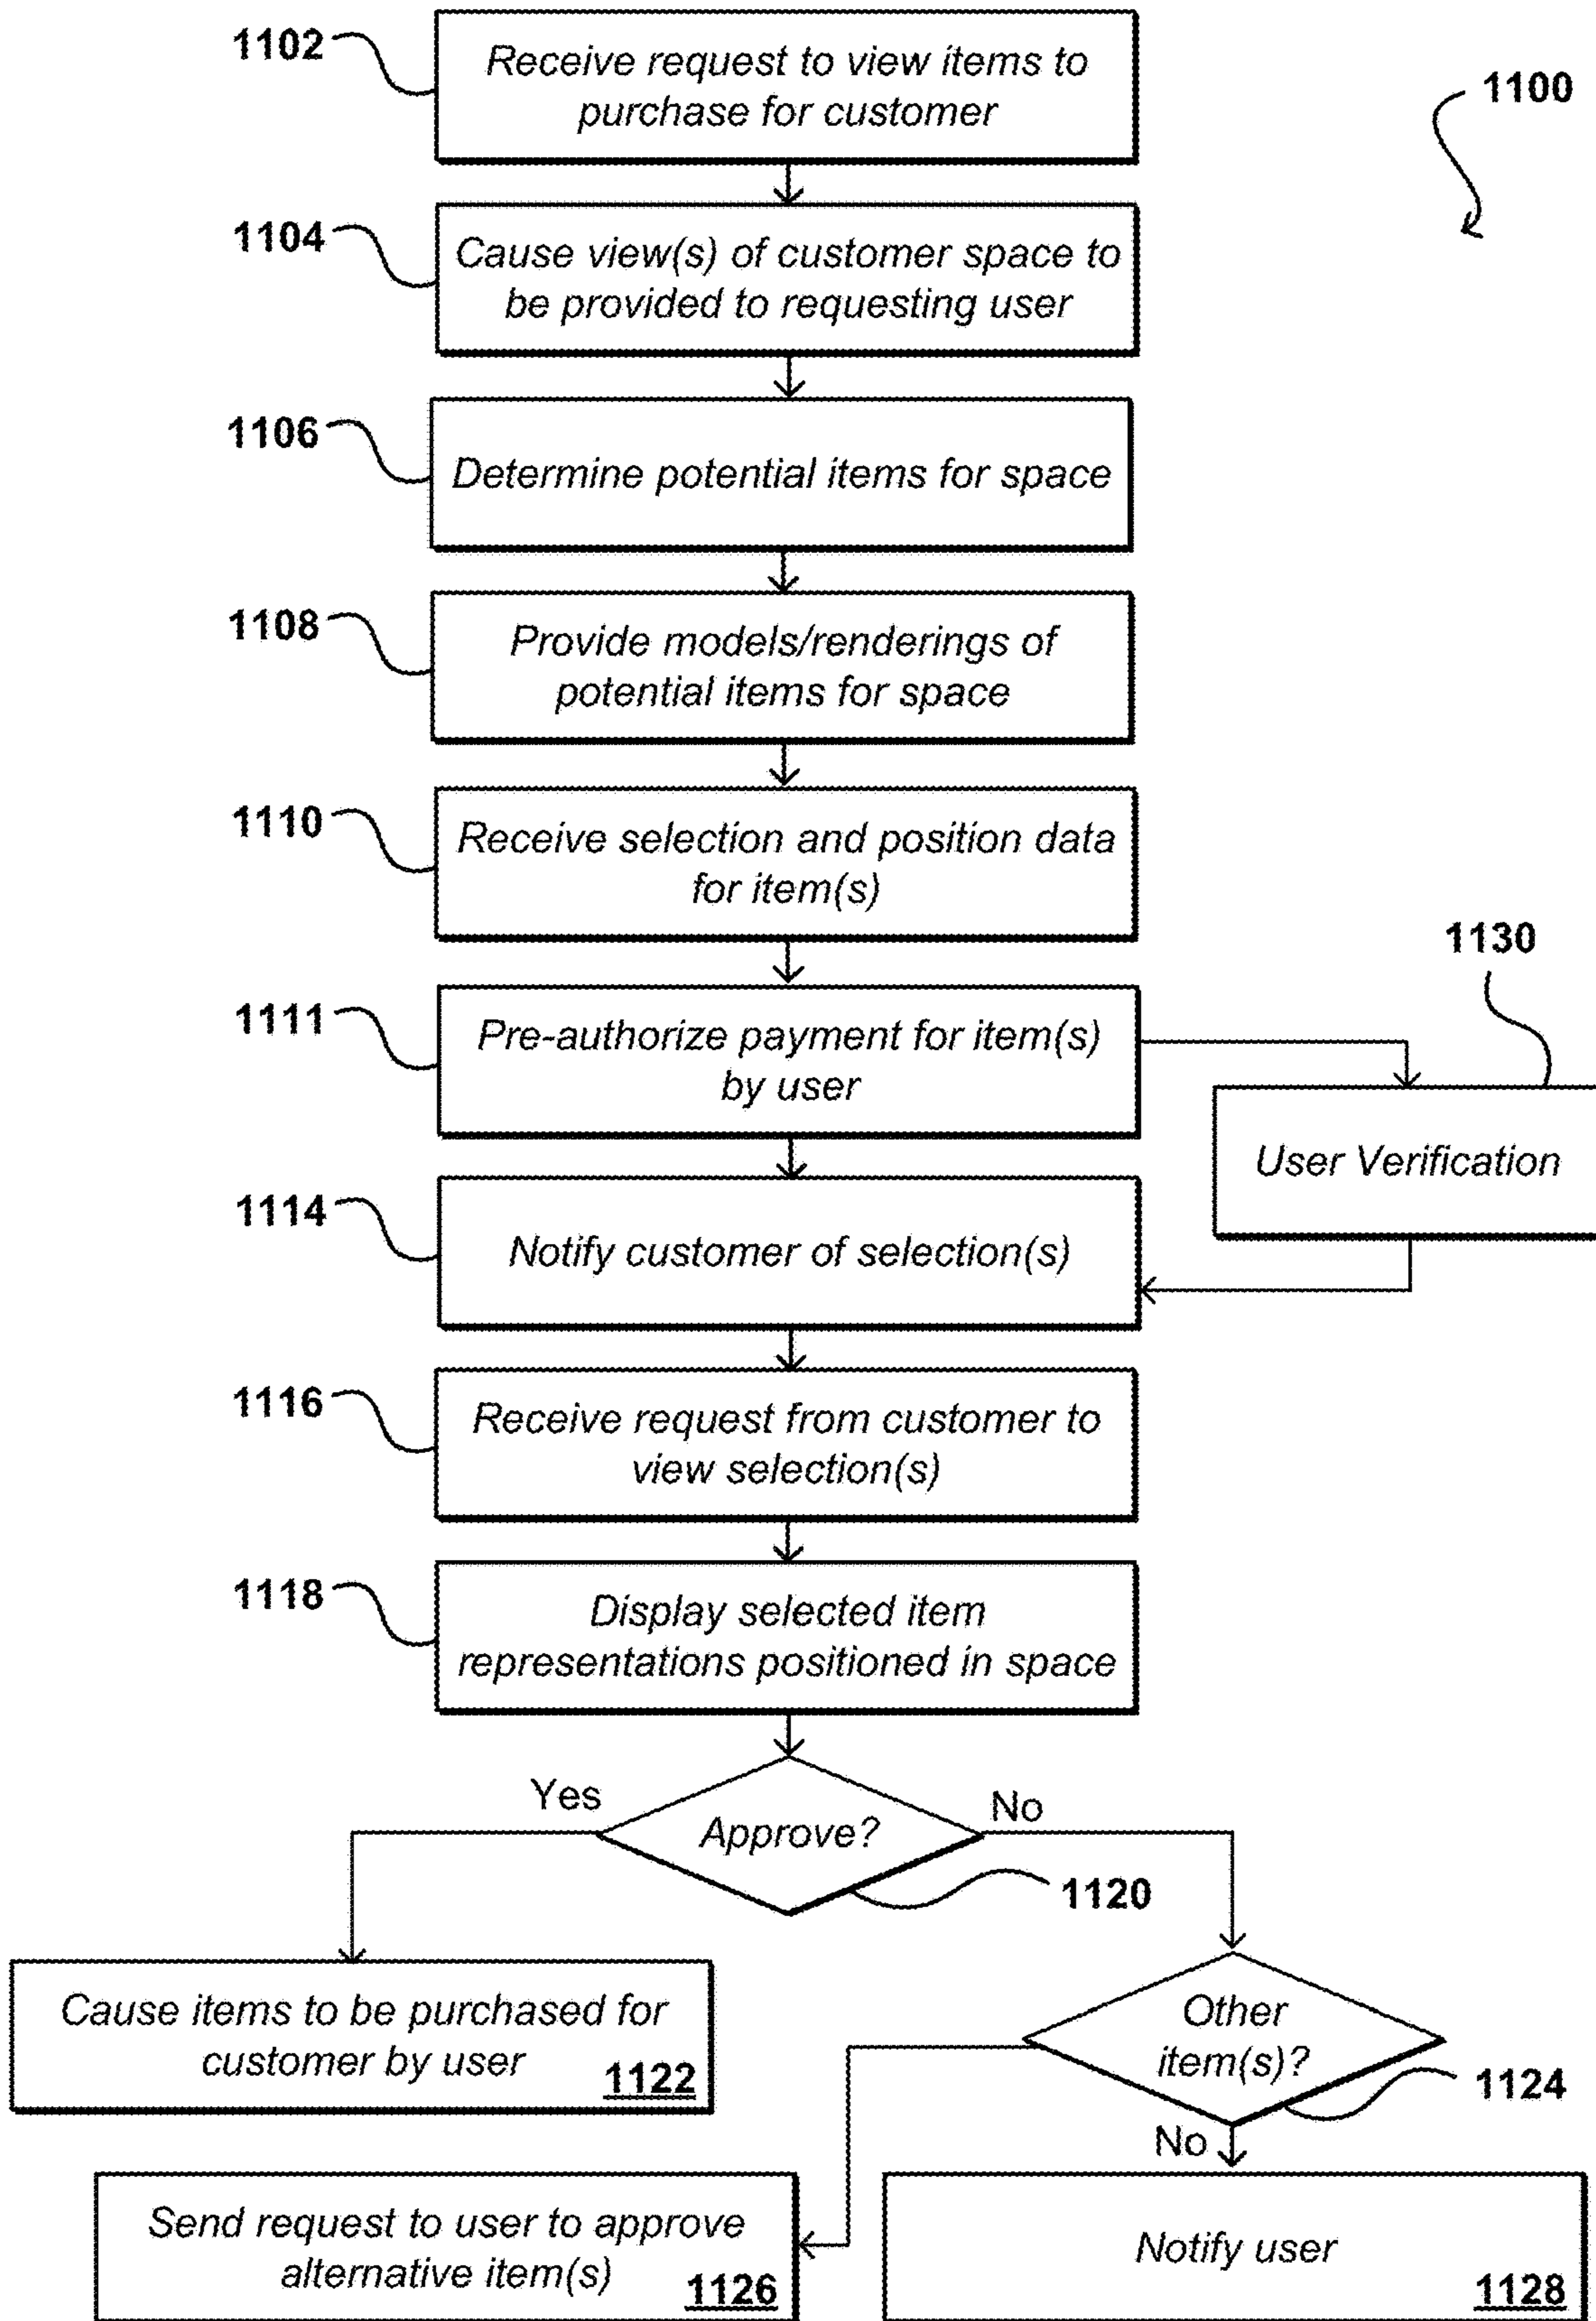 1102
Receive request to view items to
purchase for customer
1100
1104
Cause view(s) of customer space to
be provided to requesting user
1106
Determine potential items for space
1108
Provide models/renderings of
potential items for space
1110
Receive selection and position data
for item(s)
1130
1111
Pre-authorize payment for item(s)
by user
User Verification
1114
Notify customer of selection(s)
1116
Receive request from customer to
view selection(s)
1118
Display selected item
representations positioned in space
Yes
No
Approve?
1120
Cause items to be purchased for
customer by user
1122
Other
item(s)?
1124
No
Send request to user to approve
alternative item(s)
1126
Notify user
1128